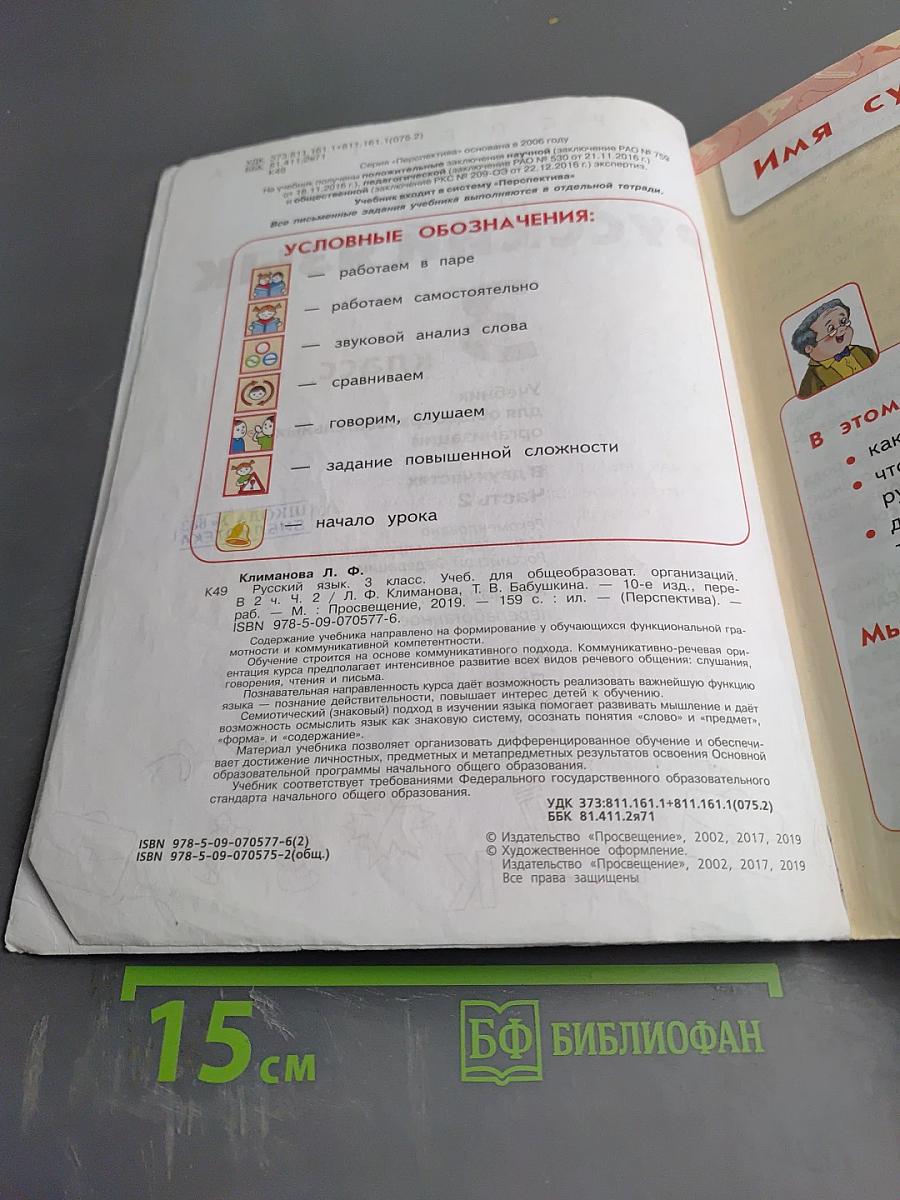 УДК 373:811.161.1+811.161.1(075.2)
ББК 81.411.2я71
К49
Серия «Перспектива» основана в 2006 году
На учебник получены положительные заключения научной (заключение РАО № 759
от 18.11.2016 г.), педагогической (заключение РАО № 530 от 21.11.2016 г.)
и общественной (заключение РКС № 209-ОЭ от 22.12.2016 г.) экспертиз.
Учебник входит в систему «Перспектива»
Все письменные задания учебника выполняются в отдельной тетради.
УСЛОВНЫЕ ОБОЗНАЧЕНИЯ:
— работаем в паре
— работаем самостоятельно
— звуковой анализ слова
— сравниваем
— говорим, слушаем
— задание повышенной сложности
— начало урока
Климанова Л. Ф.
К49 Русский язык. 3 класс. Учеб. для общеобразоват. организаций.
В 2 ч. Ч. 2 / Л. Ф. Климанова, Т. В. Бабушкина. — 10-е изд., пере-
раб. — М. : Просвещение, 2019. — 159 с. : ил. — (Перспектива). —
ISBN 978-5-09-070577-6.
Содержание учебника направлено на формирование у обучающихся функциональной гра-
мотности и коммуникативной компетентности.
Обучение строится на основе коммуникативного подхода. Коммуникативно-речевая ори-
ентация курса предполагает интенсивное развитие всех видов речевого общения: слушания,
говорения, чтения и письма.
Познавательная направленность курса даёт возможность реализовать важнейшую функцию
языка — познание действительности, повышает интерес детей к обучению.
Семиотический (знаковый) подход в изучении языка помогает развивать мышление и даёт
возможность осмыслить язык как знаковую систему, осознать понятия «слово» и «предмет»,
«форма» и «содержание».
Материал учебника позволяет организовать дифференцированное обучение и обеспечи-
вает достижение личностных, предметных и метапредметных результатов освоения Основной
образовательной программы начального общего образования.
Учебник соответствует требованиями Федерального государственного образовательного
стандарта начального общего образования.
УДК 373:811.161.1+811.161.1(075.2)
ББК 81.411.2я71
ISBN 978-5-09-070577-6(2)
ISBN 978-5-09-070575-2(общ.)
© Издательство «Просвещение», 2002, 2017, 2019
© Художественное оформление.
Издательство «Просвещение», 2002, 2017, 2019
Все права защищены
Имя су
В этом
• как
• что
ру
• д
Мы
15 см
БФ БИБЛИОФАН